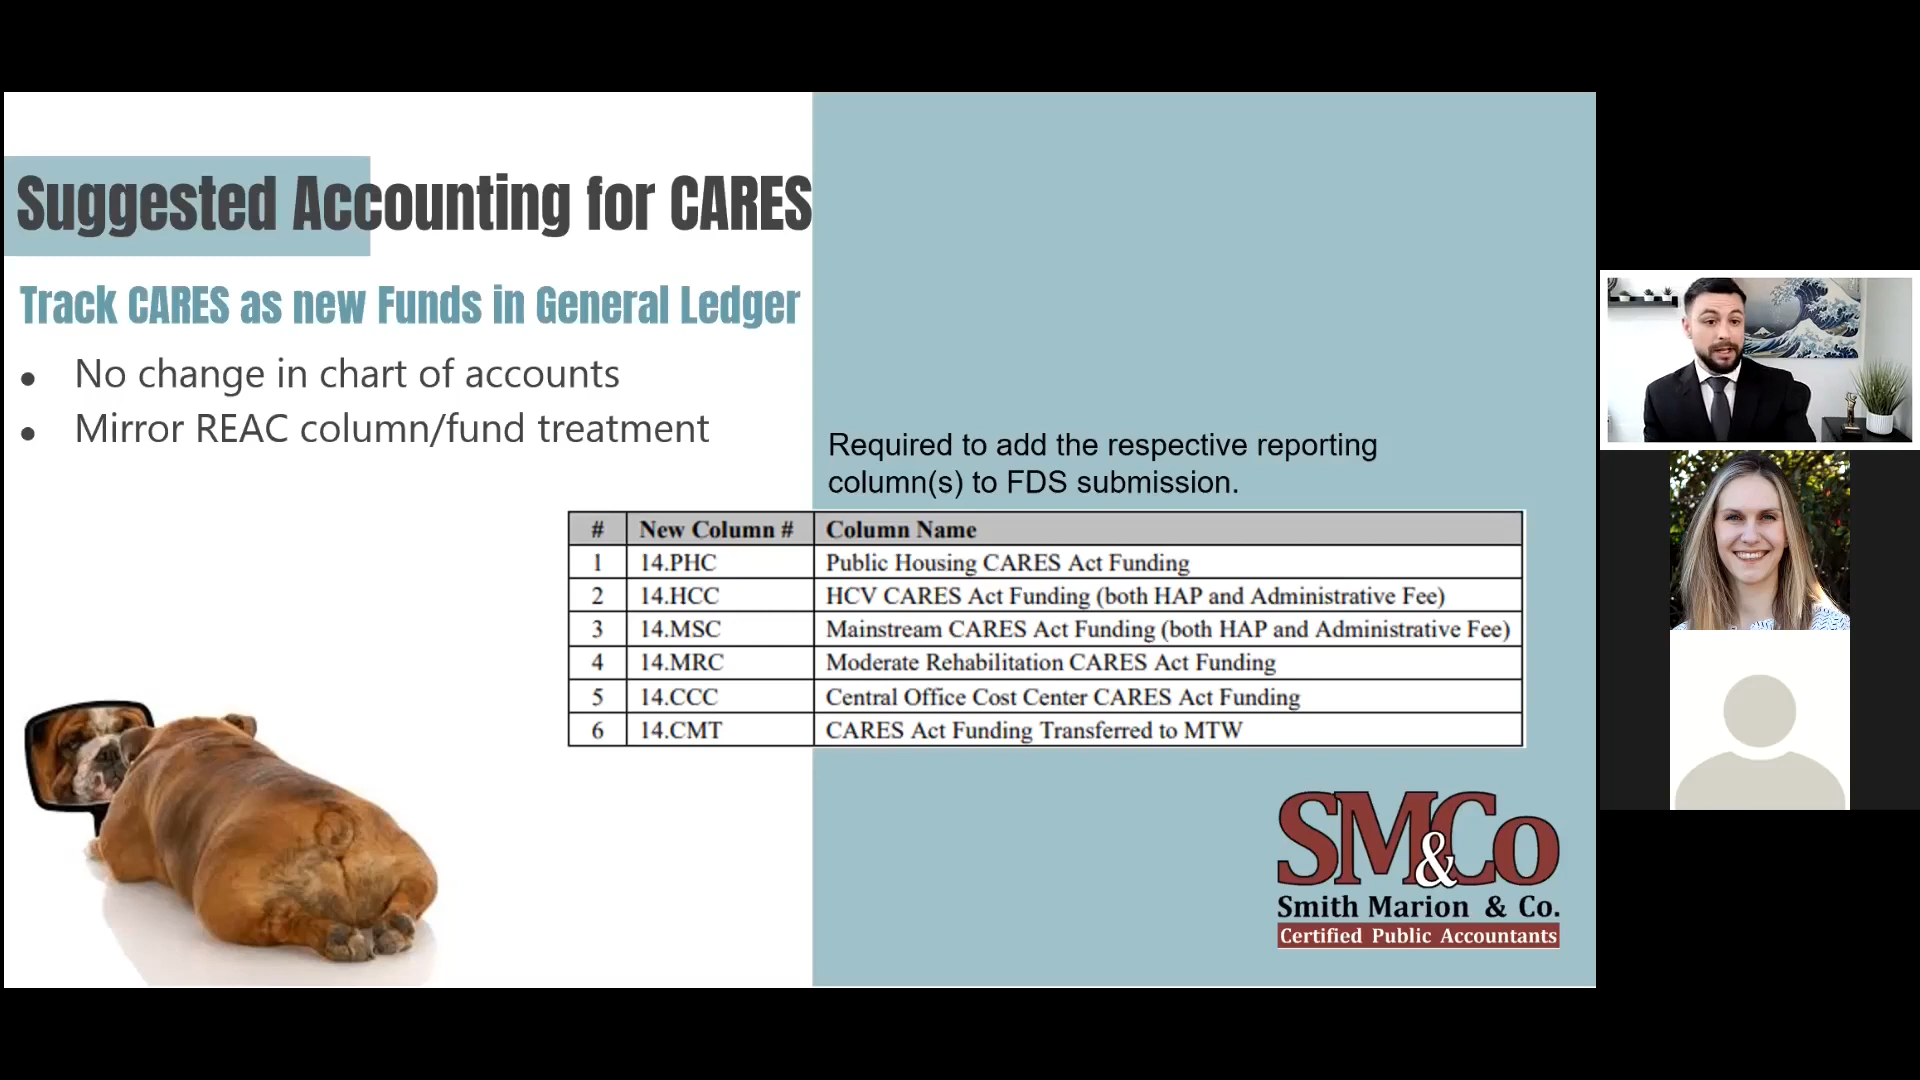 Suggested Accounting for CARES
Track CARES as new Funds in General Ledger
● No change in chart of accounts
● Mirror REAC column/fund treatment
Required to add the respective reporting
column(s) to FDS submission.
# New Column # Column Name
1 14.PHC Public Housing CARES Act Funding
2 14.HCC HCV CARES Act Funding (both HAP and Administrative Fee)
3 14.MSC Mainstream CARES Act Funding (both HAP and Administrative Fee)
4 14.MRC Moderate Rehabilitation CARES Act Funding
5 14.CCC Central Office Cost Center CARES Act Funding
6 14.CMT CARES Act Funding Transferred to MTW
SM&Co
Smith Marion & Co.
Certified Public Accountants